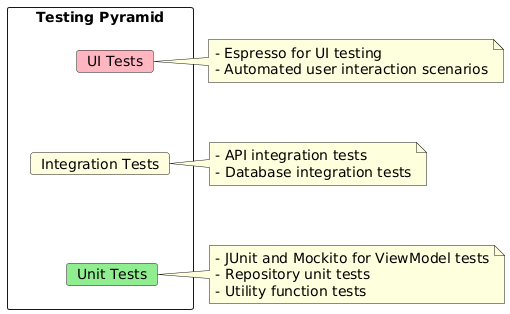 Testing Pyramid
UI Tests
- Espresso for UI testing
- Automated user interaction scenarios
Integration Tests
- API integration tests
- Database integration tests
Unit Tests
- JUnit and Mockito for ViewModel tests
- Repository unit tests
- Utility function tests